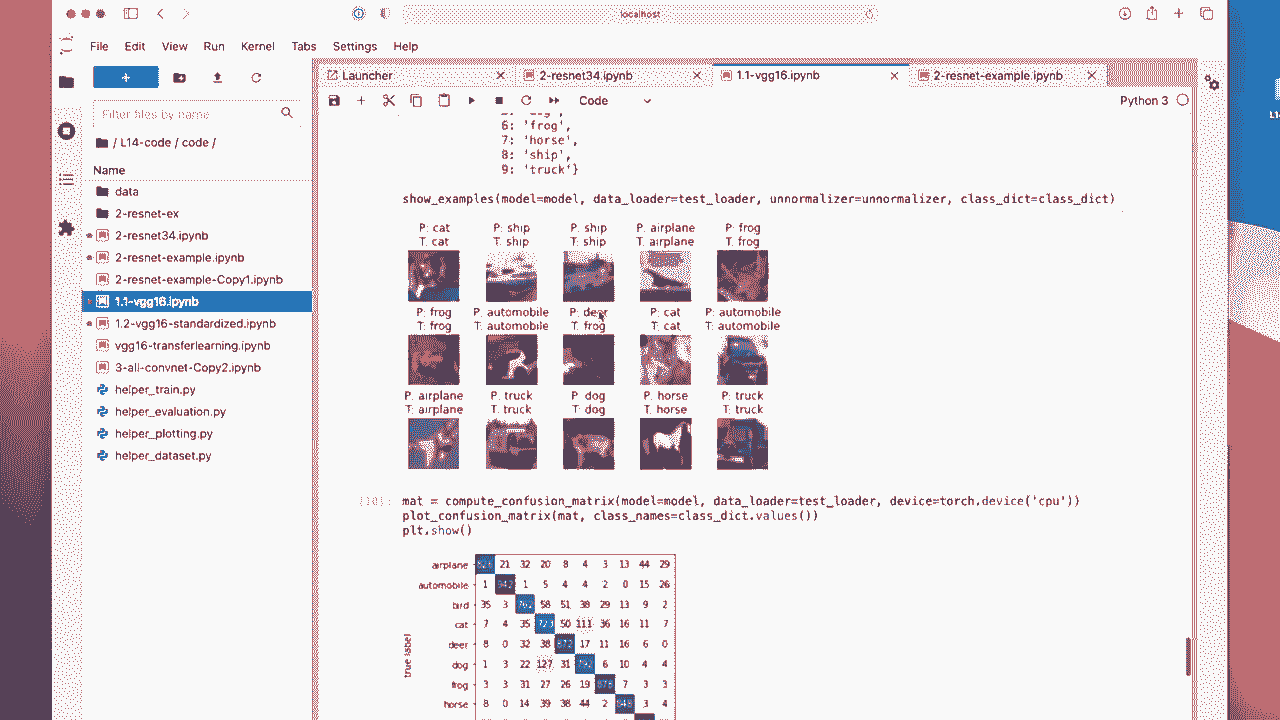 localhost
File Edit View Run Kernel Tabs Settings Help
Launcher
2-resnet34.ipynb
1.1-vgg16.ipynb
2-resnet-example.ipynb
Code
Python 3
Filter files by name
/ L14-code / code /
Name
data
2-resnet-ex
2-resnet34.ipynb
2-resnet-example.ipynb
2-resnet-example-Copy1.ipynb
1.1-vgg16.ipynb
1.2-vgg16-standardized.ipynb
vgg16-transferlearning.ipynb
3-all-convnet-Copy2.ipynb
helper_train.py
helper_evaluation.py
helper_plotting.py
helper_dataset.py
6: 'frog',
7: 'horse',
8: 'ship',
9: 'truck'}
show_examples(model=model, data_loader=test_loader, unnormalizer=unnormalizer, class_dict=class_dict)
P: cat P: ship P: ship P: airplane P: frog
T: cat T: ship T: ship T: airplane T: frog
P: frog P: automobile P: deer P: cat P: automobile
T: frog T: automobile T: frog T: cat T: automobile
P: airplane P: truck P: dog P: horse P: truck
T: airplane T: truck T: dog T: horse T: truck
mat = compute_confusion_matrix(model=model, data_loader=test_loader, device=torch.device('cpu'))
plot_confusion_matrix(mat, class_names=class_dict.values())
plt.show()
airplane 21 32 20 8 4 3 13 44 29
automobile 1 942 1 5 4 4 2 0 15 26
bird 35 3 762 58 51 38 29 13 9 2
cat 7 4 35 723 50 111 36 16 11 7
deer 8 0 32 38 872 17 11 16 6 0
dog 1 3 22 127 31 792 6 10 4 4
frog 3 3 31 27 26 19 878 7 3 3
horse 8 0 14 39 38 44 2 848 3 4
true label